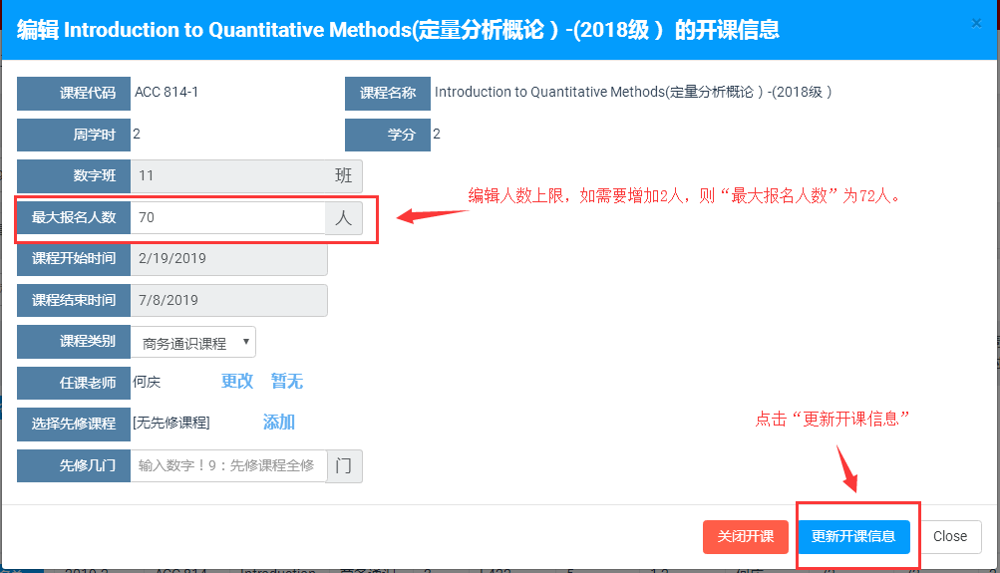 编辑 Introduction to Quantitative Methods(定量分析概论）-(2018级） 的开课信息
×
课程代码 ACC 814-1 课程名称 Introduction to Quantitative Methods(定量分析概论）-(2018级）
周学时 2 学分 2
数字班 11 班
编辑人数上限，如需要增加2人，则“最大报名人数”为72人。
最大报名人数 70 人
课程开始时间 2/19/2019
课程结束时间 7/8/2019
课程类别 商务通识课程
任课老师 何庆 更改 暂无
选择先修课程 [无先修课程] 添加
点击“更新开课信息”
先修几门 输入数字！9：先修课程全修 门
关闭开课 更新开课信息 Close